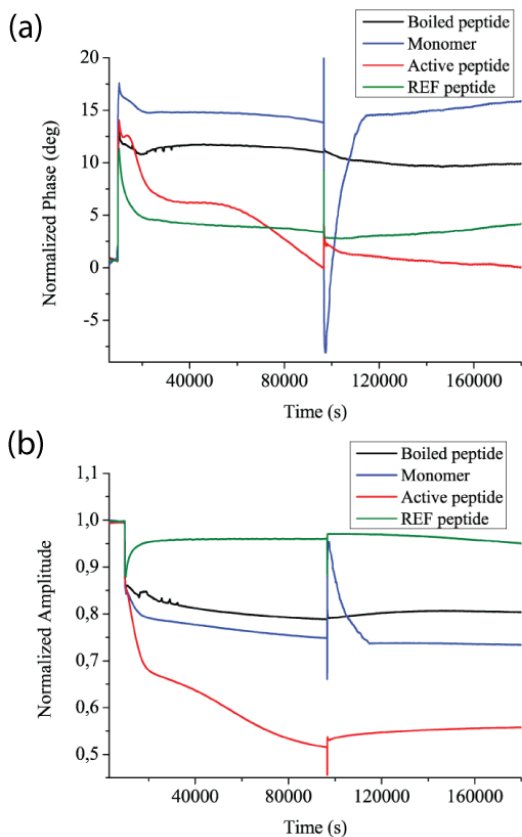 (a)
Boiled peptide
Monomer
Active peptide
REF peptide
20
15
10
5
0
-5
Normalized Phase (deg)
40000 80000 120000 160000
Time (s)
(b)
Boiled peptide
Monomer
Active peptide
REF peptide
1,1
1,0
0,9
0,8
0,7
0,6
0,5
Normalized Amplitude
40000 80000 120000 160000
Time (s)